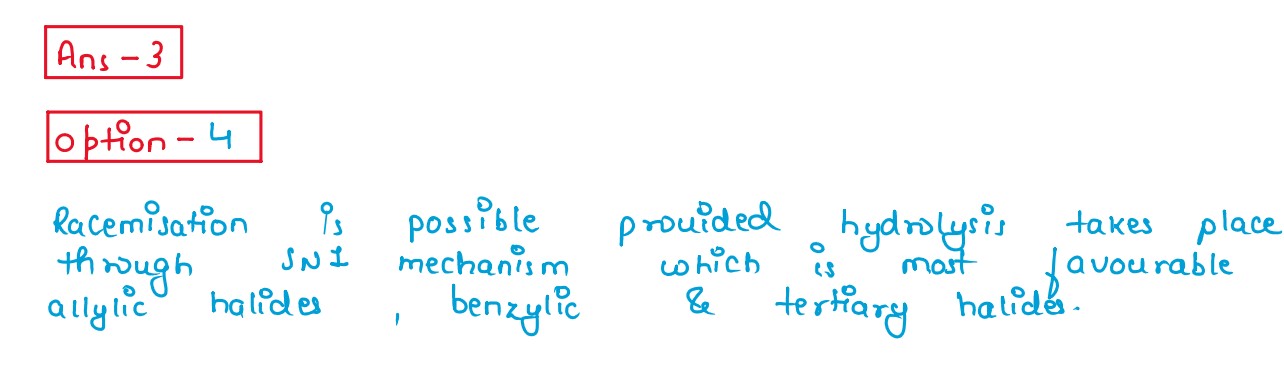 Ans - 3
option - 4
Racemisation is possible provided hydrolysis takes place
through SN1 mechanism which is most favourable
allylic halides , benzylic & tertiary halides.